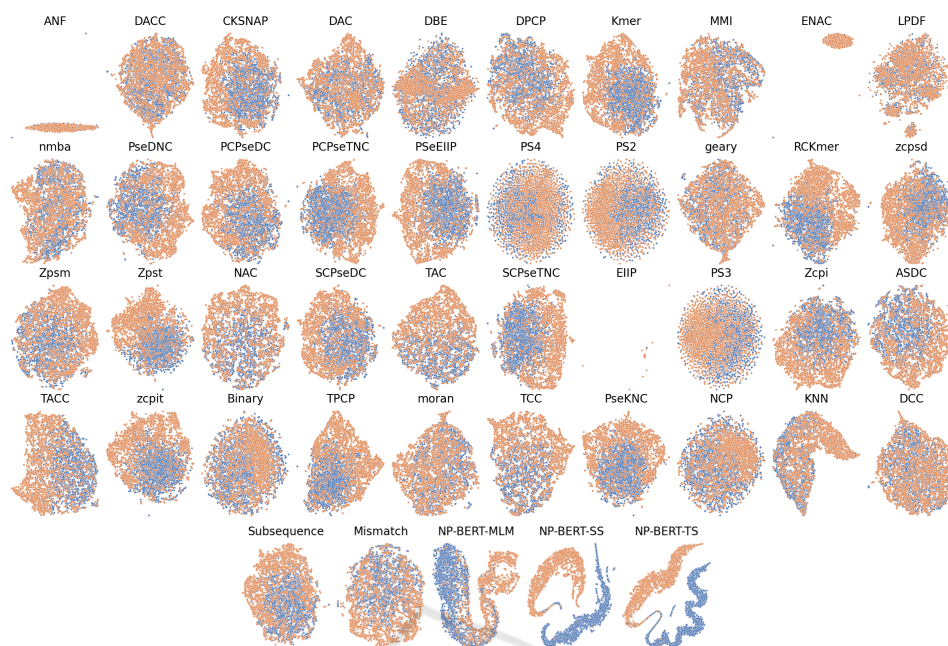 ANF DACC CKSNAP DAC DBE DPCP Kmer MMI ENAC LPDF
nmba PseDNC PCPseDC PCPseTNC PSeEIIP PS4 PS2 geary RCKmer zcpsd
Zpsm Zpst NAC SCPseDC TAC SCPseTNC EIIP PS3 Zcpi ASDC
TACC zcpit Binary TPCP moran TCC PseKNC NCP KNN DCC
Subsequence Mismatch NP-BERT-MLM NP-BERT-SS NP-BERT-TS